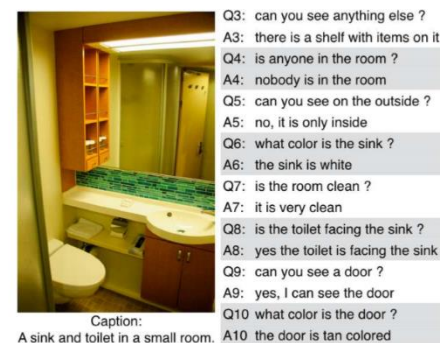 Q3: can you see anything else ?
A3: there is a shelf with items on it
Q4: is anyone in the room ?
A4: nobody is in the room
Q5: can you see on the outside ?
A5: no, it is only inside
Q6: what color is the sink ?
A6: the sink is white
Q7: is the room clean ?
A7: it is very clean
Q8: is the toilet facing the sink ?
A8: yes the toilet is facing the sink
Q9: can you see a door ?
A9: yes, I can see the door
Q10 what color is the door ?
A10 the door is tan colored
Caption:
A sink and toilet in a small room.